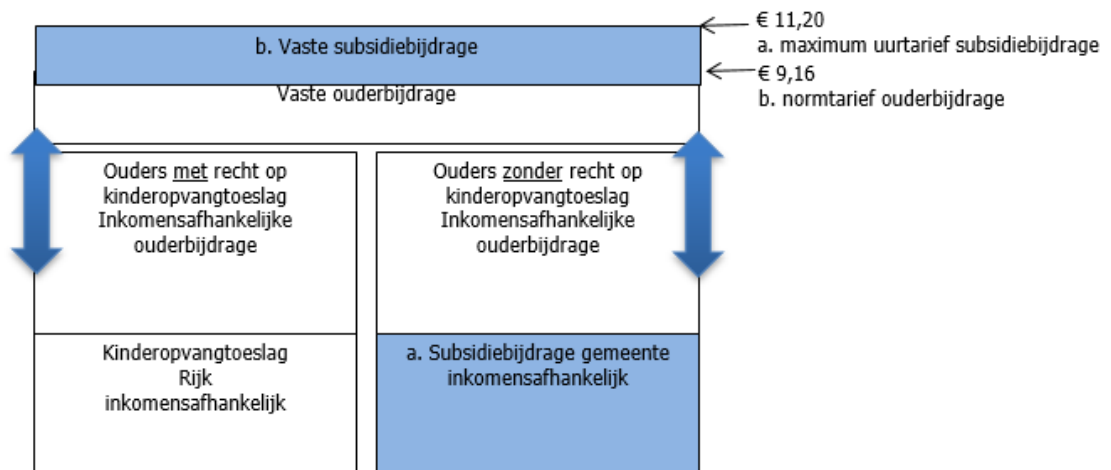 b. Vaste subsidiebijdrage
€ 11,20
a. maximum uurtarief subsidiebijdrage
€ 9,16
b. normtarief ouderbijdrage
Vaste ouderbijdrage
Ouders met recht op
kinderopvangtoeslag
Inkomensafhankelijke
ouderbijdrage
Ouders zonder recht op
kinderopvangtoeslag
Inkomensafhankelijke
ouderbijdrage
Kinderopvangtoeslag
Rijk
inkomensafhankelijk
a. Subsidiebijdrage gemeente
inkomensafhankelijk